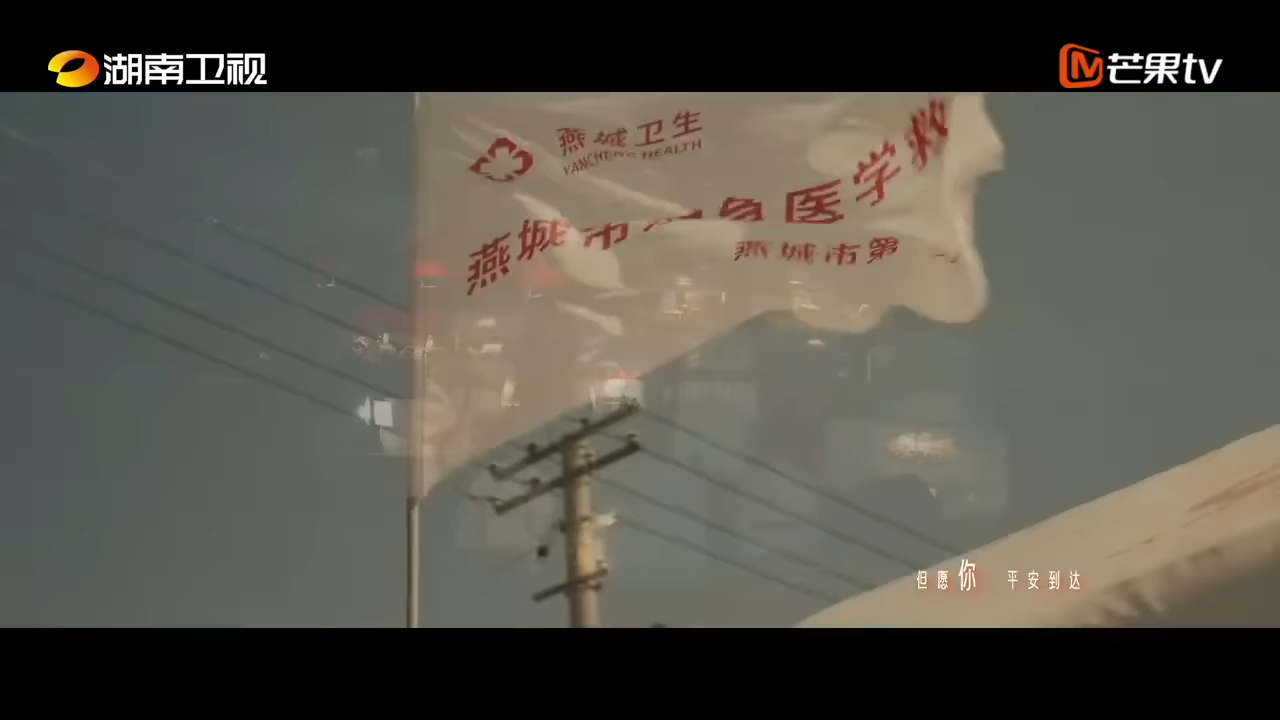 湖南卫视
芒果tv
燕城卫生
YANCHENG HEALTH
燕城市 急医学救
燕城市第
但愿你 平安到达